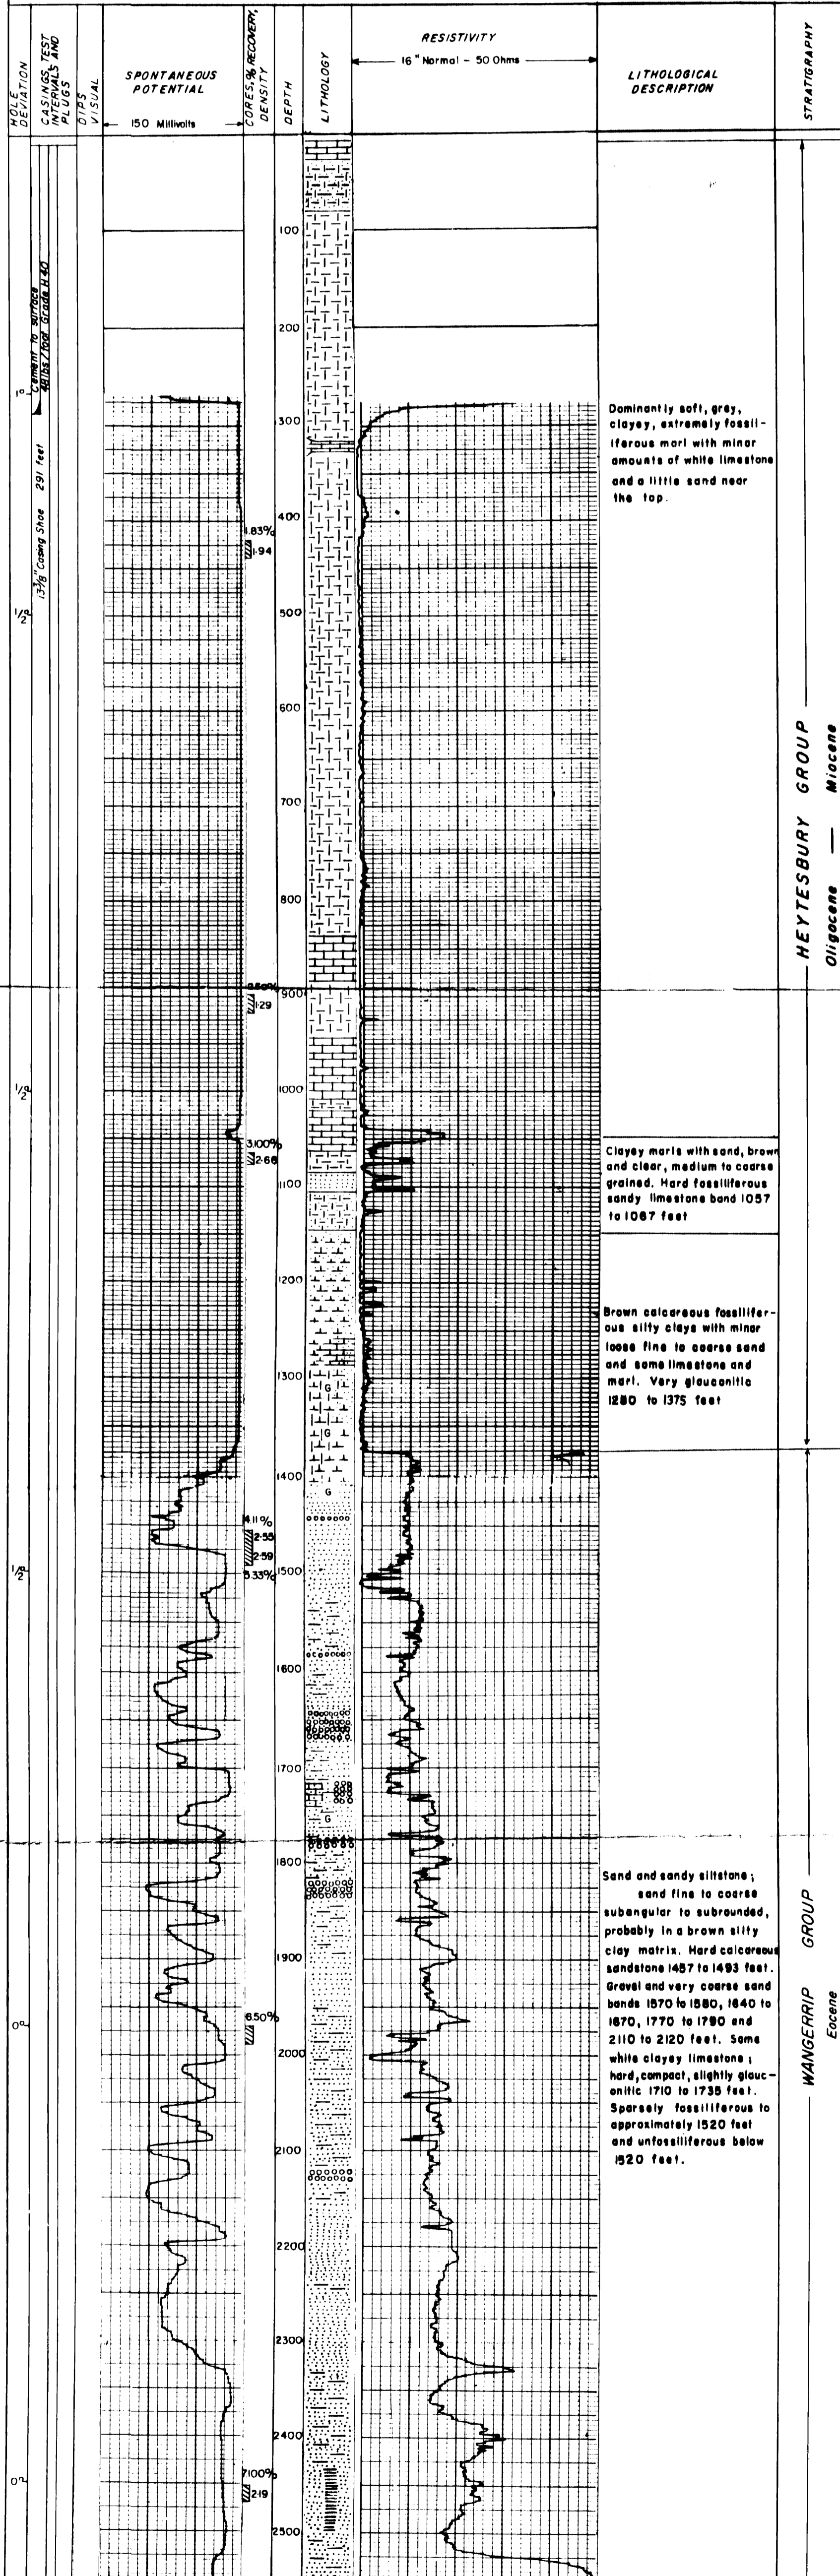 HOLE
DEVIATION
CASINGS, TEST
INTERVALS AND
PLUGS
DIPS
VISUAL
SPONTANEOUS
POTENTIAL
150 Millivolts
CORES, % RECOVERY,
DENSITY
DEPTH
LITHOLOGY
RESISTIVITY
16" Normal - 50 Ohms
LITHOLOGICAL
DESCRIPTION
STRATIGRAPHY
100
200
Cement to surface
48lbs/foot Grade H 40
1°
300
13 3/8" Casing Shoe 291 feet
Dominantly soft, grey,
clayey, extremely fossil-
iferous marl with minor
amounts of white limestone
and a little sand near
the top.
400
1.83%
1.94
500
1/2°
600
700
HEYTESBURY GROUP
Oligocene — Miocene
800
900
1.29
1000
1/2°
3.100%
2.66
Clayey marls with sand, brown
and clear, medium to coarse
grained. Hard fossiliferous
sandy limestone band 1057
to 1067 feet
1100
1200
Brown calcareous fossilifer-
ous silty clays with minor
loose fine to coarse sand
and some limestone and
marl. Very glauconitic
1280 to 1375 feet
1300
G
G
1400
G
4.11%
2.55
2.59
5.33%
1500
1/2°
1600
1700
G
1800
Sand and sandy siltstone;
sand fine to coarse
subangular to subrounded,
probably in a brown silty
clay matrix. Hard calcareous
sandstone 1487 to 1493 feet.
Gravel and very coarse sand
bands 1570 to 1580, 1640 to
1670, 1770 to 1790 and
2110 to 2120 feet. Some
white clayey limestone;
hard, compact, slightly glauc-
onitic 1710 to 1735 feet.
Sparsely fossiliferous to
approximately 1520 feet
and unfossiliferous below
1520 feet.
WANGERRIP GROUP
Eocene
1900
6.50%
0°
2000
2100
2200
2300
2400
7.100%
2.19
0°
2500